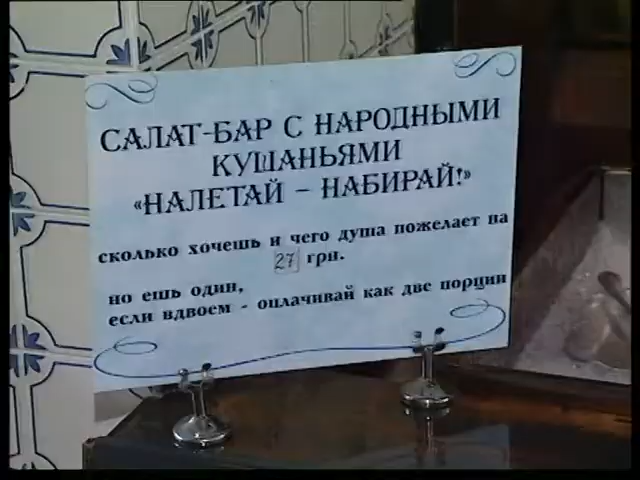 САЛАТ-БАР С НАРОДНЫМИ
КУШАНЬЯМИ
«НАЛЕТАЙ – НАБИРАЙ!»
сколько хочешь и чего душа пожелает на
27 грн.
но ешь один,
если вдвоем - оплачивай как две порции